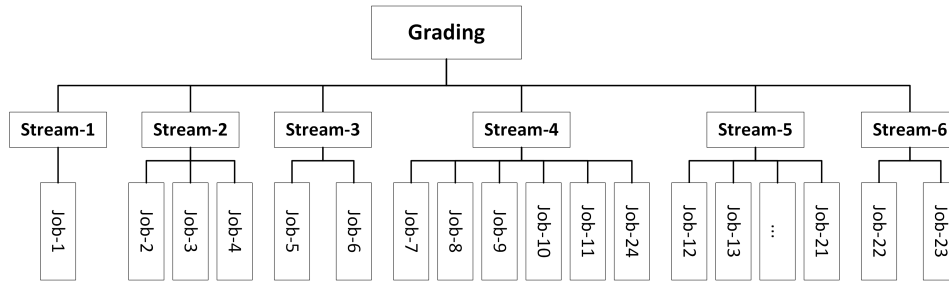 Grading
Stream-1
Stream-2
Stream-3
Stream-4
Stream-5
Stream-6
Job-1
Job-2
Job-3
Job-4
Job-5
Job-6
Job-7
Job-8
Job-9
Job-10
Job-11
Job-24
Job-12
Job-13
...
Job-21
Job-22
Job-23